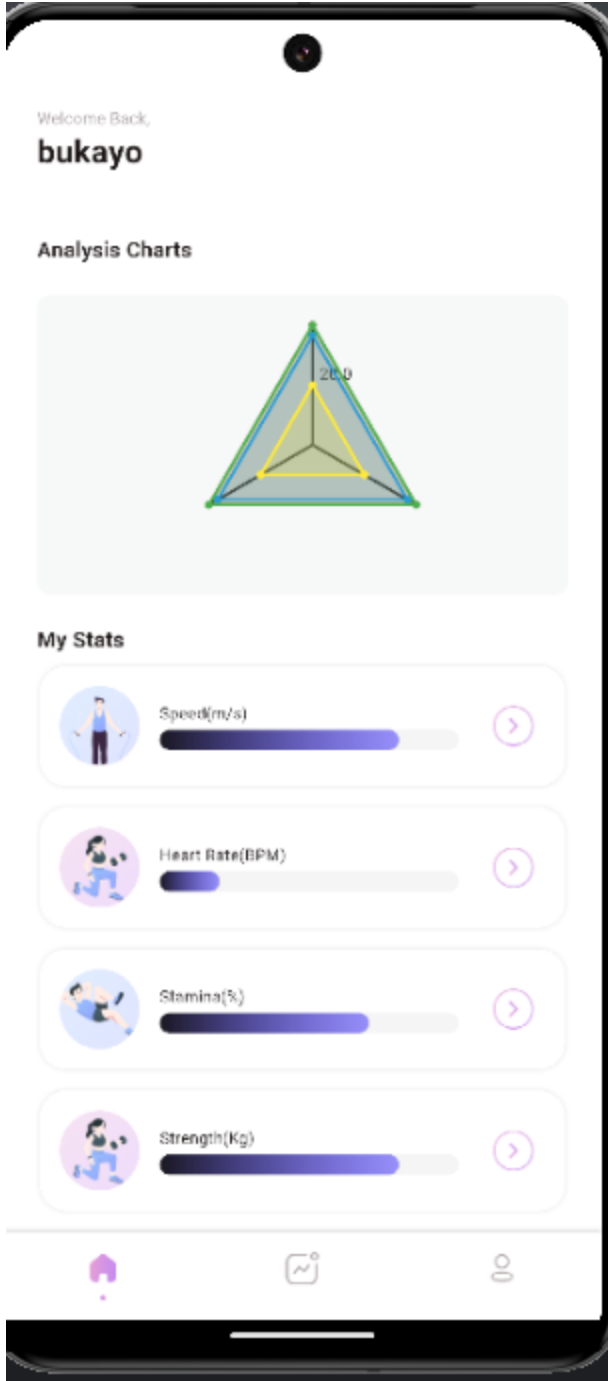 Welcome Back,
bukayo
Analysis Charts
My Stats
Speed(m/s)
Heart Rate(BPM)
Stamina(%)
Strength(Kg)